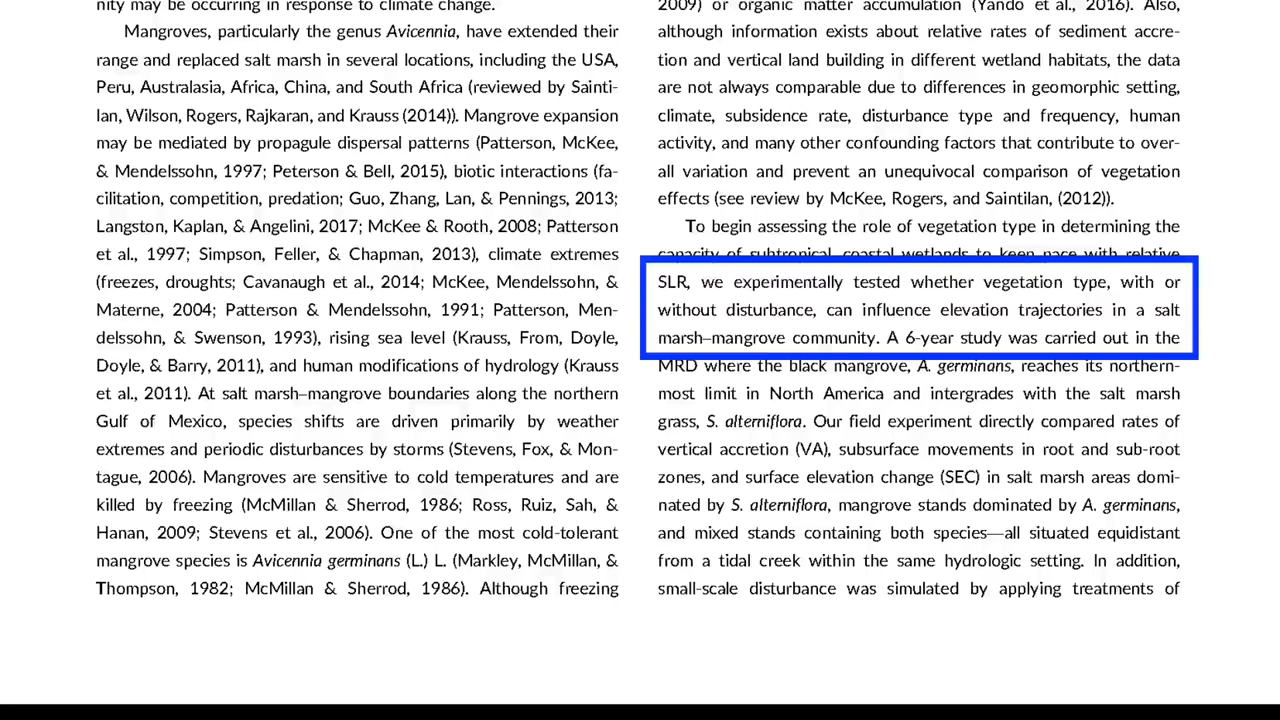 nity may be occurring in response to climate change.
Mangroves, particularly the genus Avicennia, have extended their
range and replaced salt marsh in several locations, including the USA,
Peru, Australasia, Africa, China, and South Africa (reviewed by Sainti-
lan, Wilson, Rogers, Rajkaran, and Krauss (2014)). Mangrove expansion
may be mediated by propagule dispersal patterns (Patterson, McKee,
& Mendelssohn, 1997; Peterson & Bell, 2015), biotic interactions (fa-
cilitation, competition, predation; Guo, Zhang, Lan, & Pennings, 2013;
Langston, Kaplan, & Angelini, 2017; McKee & Rooth, 2008; Patterson
et al., 1997; Simpson, Feller, & Chapman, 2013), climate extremes
(freezes, droughts; Cavanaugh et al., 2014; McKee, Mendelssohn, &
Materne, 2004; Patterson & Mendelssohn, 1991; Patterson, Men-
delssohn, & Swenson, 1993), rising sea level (Krauss, From, Doyle,
Doyle, & Barry, 2011), and human modifications of hydrology (Krauss
et al., 2011). At salt marsh–mangrove boundaries along the northern
Gulf of Mexico, species shifts are driven primarily by weather
extremes and periodic disturbances by storms (Stevens, Fox, & Mon-
tague, 2006). Mangroves are sensitive to cold temperatures and are
killed by freezing (McMillan & Sherrod, 1986; Ross, Ruiz, Sah, &
Hanan, 2009; Stevens et al., 2006). One of the most cold-tolerant
mangrove species is Avicennia germinans (L.) L. (Markley, McMillan, &
Thompson, 1982; McMillan & Sherrod, 1986). Although freezing
2009) or organic matter accumulation (Yando et al., 2016). Also,
although information exists about relative rates of sediment accre-
tion and vertical land building in different wetland habitats, the data
are not always comparable due to differences in geomorphic setting,
climate, subsidence rate, disturbance type and frequency, human
activity, and many other confounding factors that contribute to over-
all variation and prevent an unequivocal comparison of vegetation
effects (see review by McKee, Rogers, and Saintilan, (2012)).
To begin assessing the role of vegetation type in determining the
capacity of subtropical coastal wetlands to keep pace with relative
SLR, we experimentally tested whether vegetation type, with or
without disturbance, can influence elevation trajectories in a salt
marsh–mangrove community. A 6-year study was carried out in the
MRD where the black mangrove, A. germinans, reaches its northern-
most limit in North America and intergrades with the salt marsh
grass, S. alterniflora. Our field experiment directly compared rates of
vertical accretion (VA), subsurface movements in root and sub-root
zones, and surface elevation change (SEC) in salt marsh areas domi-
nated by S. alterniflora, mangrove stands dominated by A. germinans,
and mixed stands containing both species—all situated equidistant
from a tidal creek within the same hydrologic setting. In addition,
small-scale disturbance was simulated by applying treatments of